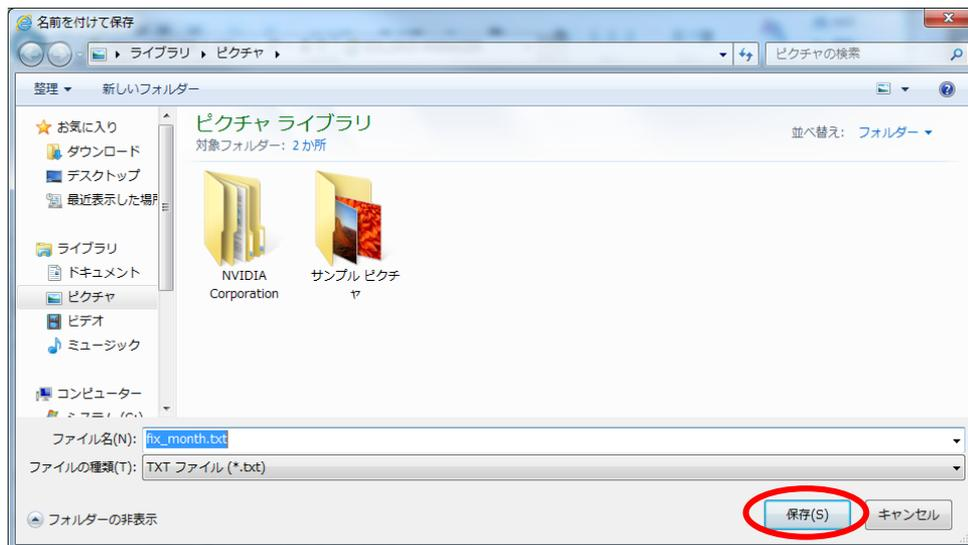 名前を付けて保存
ライブラリ ピクチャ
ピクチャの検索
整理 新しいフォルダー
お気に入り
ダウンロード
デスクトップ
最近表示した場所
ライブラリ
ドキュメント
ピクチャ
ビデオ
ミュージック
コンピューター
ピクチャ ライブラリ
対象フォルダー: 2 か所
並べ替え: フォルダー
NVIDIA
Corporation
サンプル ピクチ
ャ
ファイル名(N): fix_month.txt
ファイルの種類(T): TXT ファイル (*.txt)
フォルダーの非表示
保存(S) キャンセル